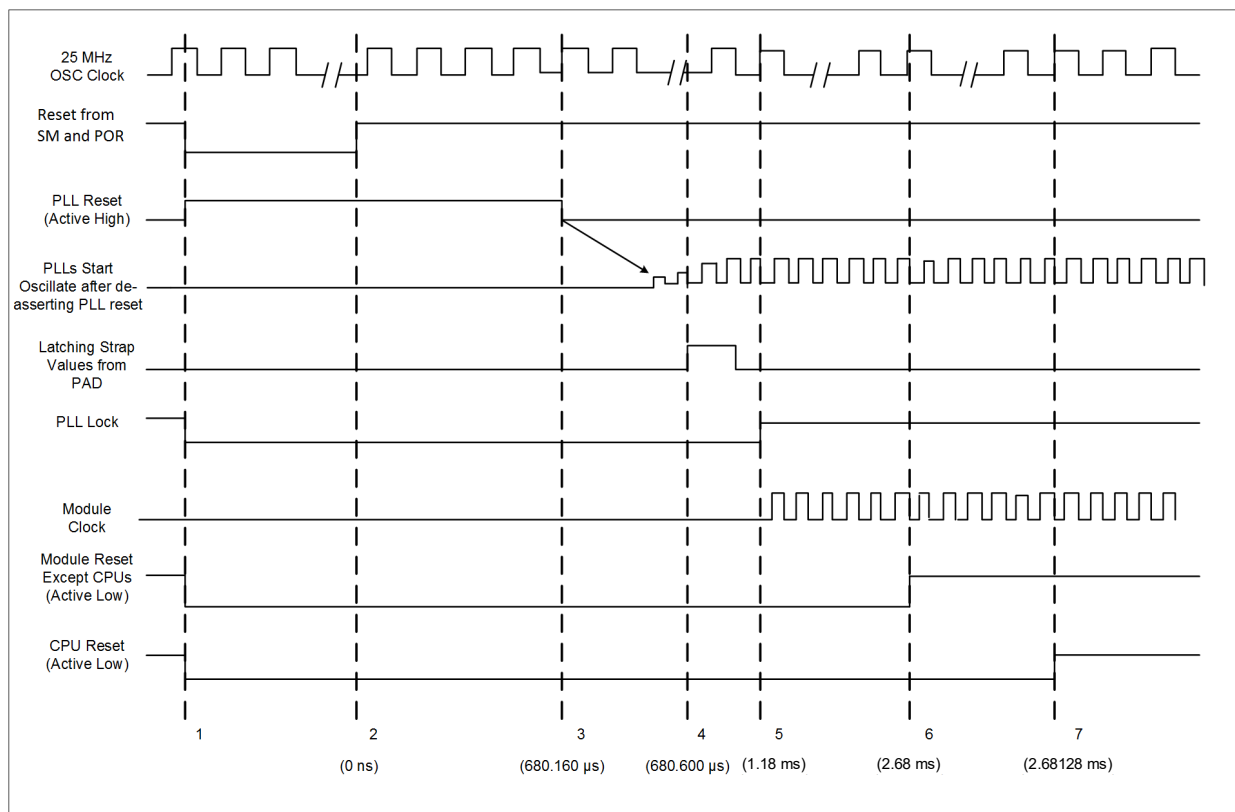 25 MHz
OSC Clock
Reset from
SM and POR
PLL Reset
(Active High)
PLLs Start
Oscillate after de-
asserting PLL reset
Latching Strap
Values from
PAD
PLL Lock
Module
Clock
Module Reset
Except CPUs
(Active Low)
CPU Reset
(Active Low)
1 2 3 4 5 6 7
(0 ns) (680.160 µs) (680.600 µs) (1.18 ms) (2.68 ms) (2.68128 ms)